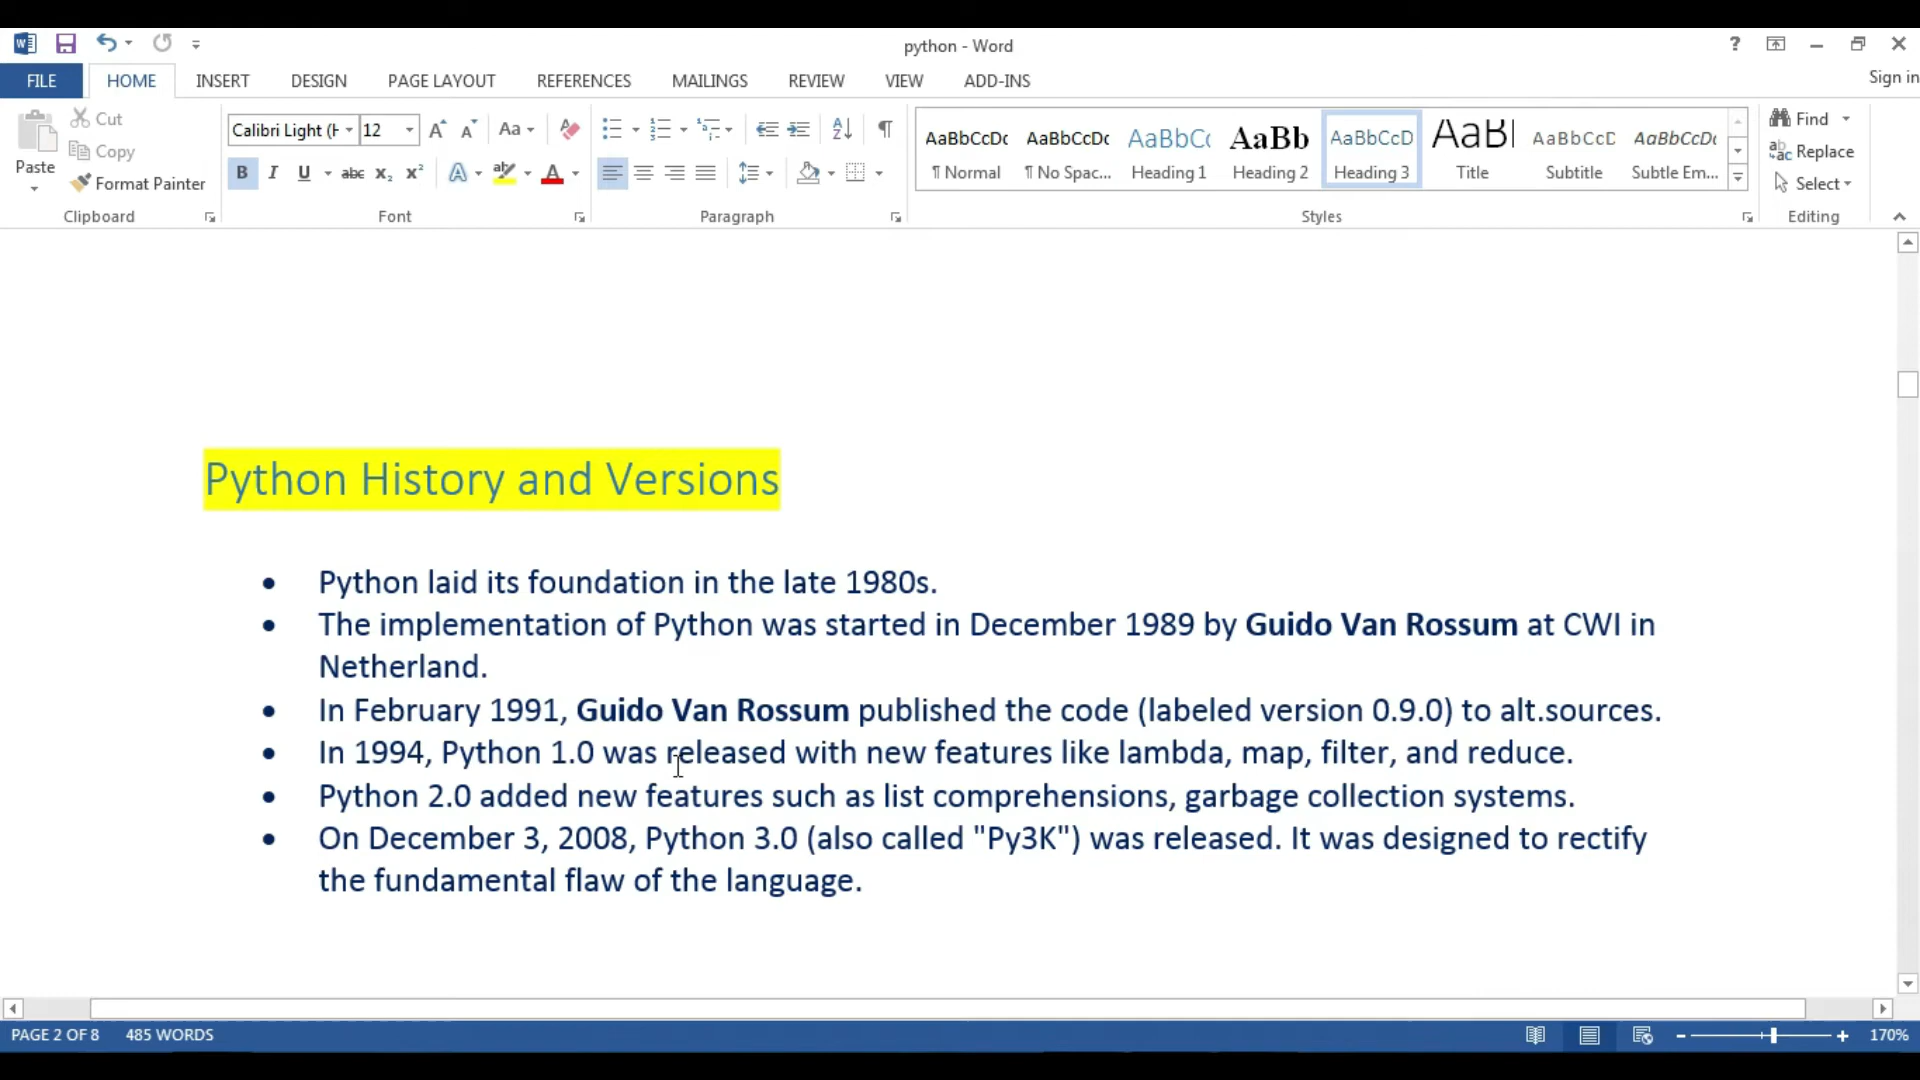 python - Word
?
Sign in
FILE HOME INSERT DESIGN PAGE LAYOUT REFERENCES MAILINGS REVIEW VIEW ADD-INS
Paste
Cut
Copy
Format Painter
Clipboard
Calibri Light (H 12
Aa
B I U abc x₂ x²
Font
Paragraph
AaBbCcDc AaBbCcDc AaBbCc AaBb AaBbCcD AaB AaBbCcD AaBbCcDc
¶ Normal ¶ No Spac... Heading 1 Heading 2 Heading 3 Title Subtitle Subtle Em...
Styles
Find
Replace
Select
Editing
Python History and Versions
• Python laid its foundation in the late 1980s.
• The implementation of Python was started in December 1989 by Guido Van Rossum at CWI in
Netherland.
• In February 1991, Guido Van Rossum published the code (labeled version 0.9.0) to alt.sources.
• In 1994, Python 1.0 was released with new features like lambda, map, filter, and reduce.
• Python 2.0 added new features such as list comprehensions, garbage collection systems.
• On December 3, 2008, Python 3.0 (also called "Py3K") was released. It was designed to rectify
the fundamental flaw of the language.
PAGE 2 OF 8 485 WORDS
170%